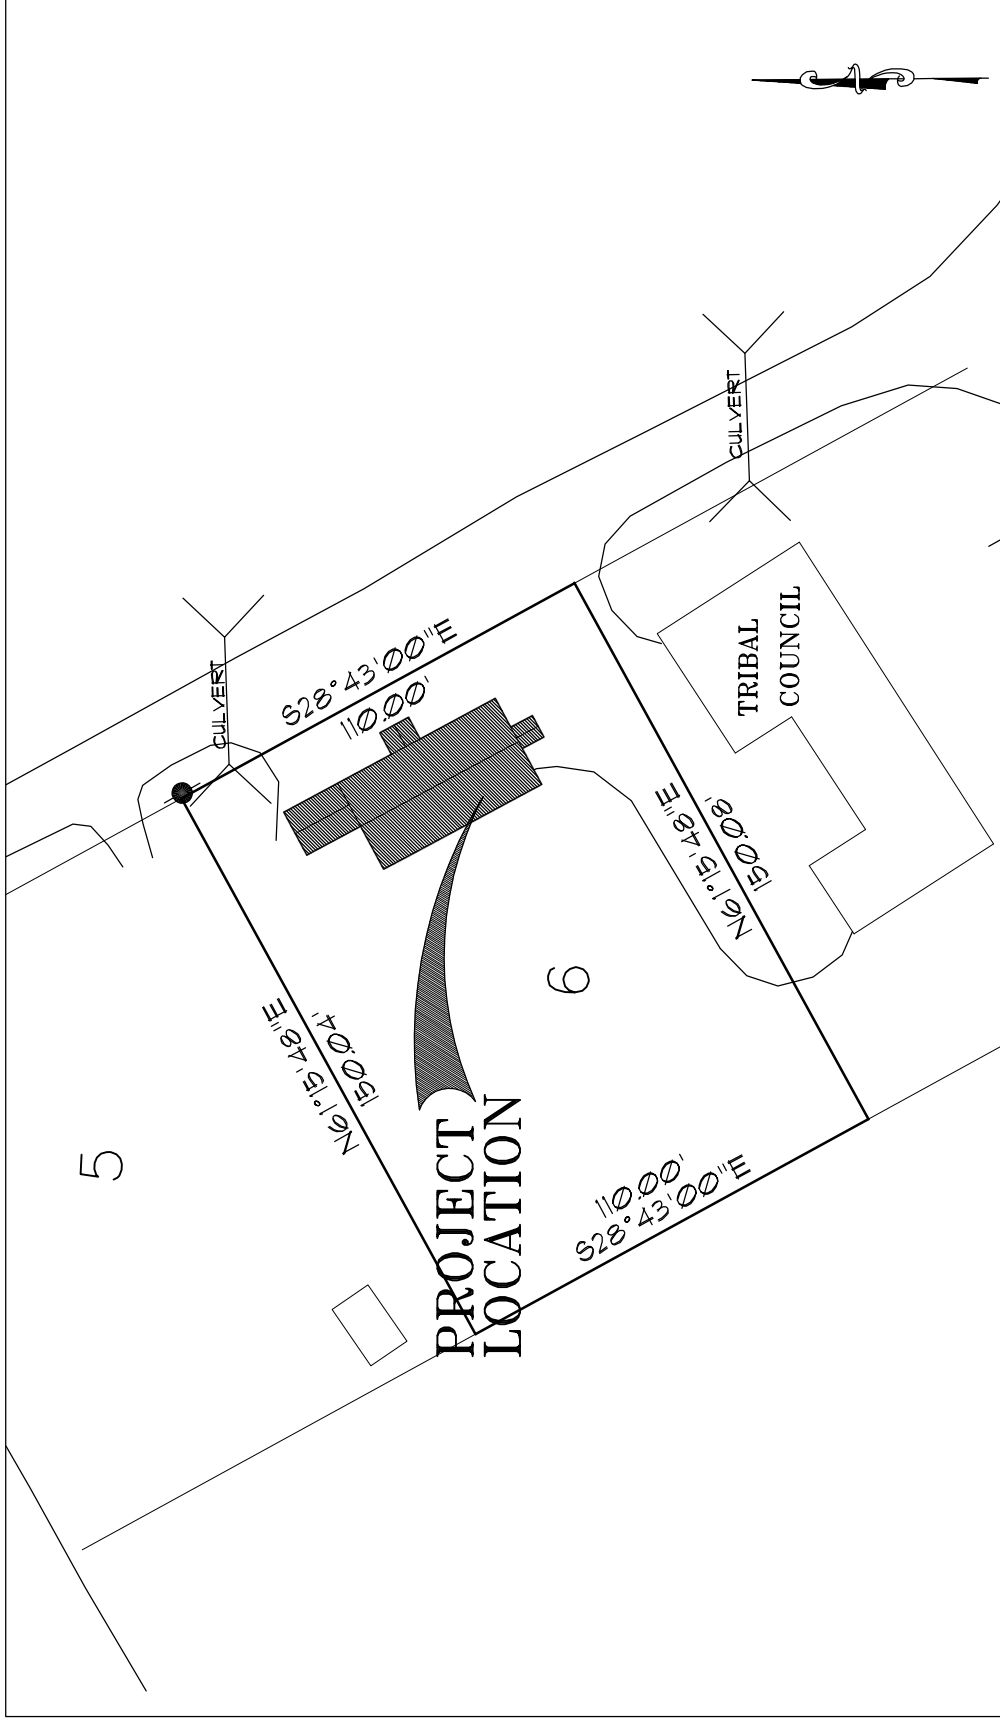 N
CULVERT
CULVERT
S28°43'00"E
110.00'
TRIBAL
COUNCIL
N61°15'48"E
150.08'
N61°15'48"E
150.04'
6
5
PROJECT
LOCATION
110.00'
S28°43'00"E